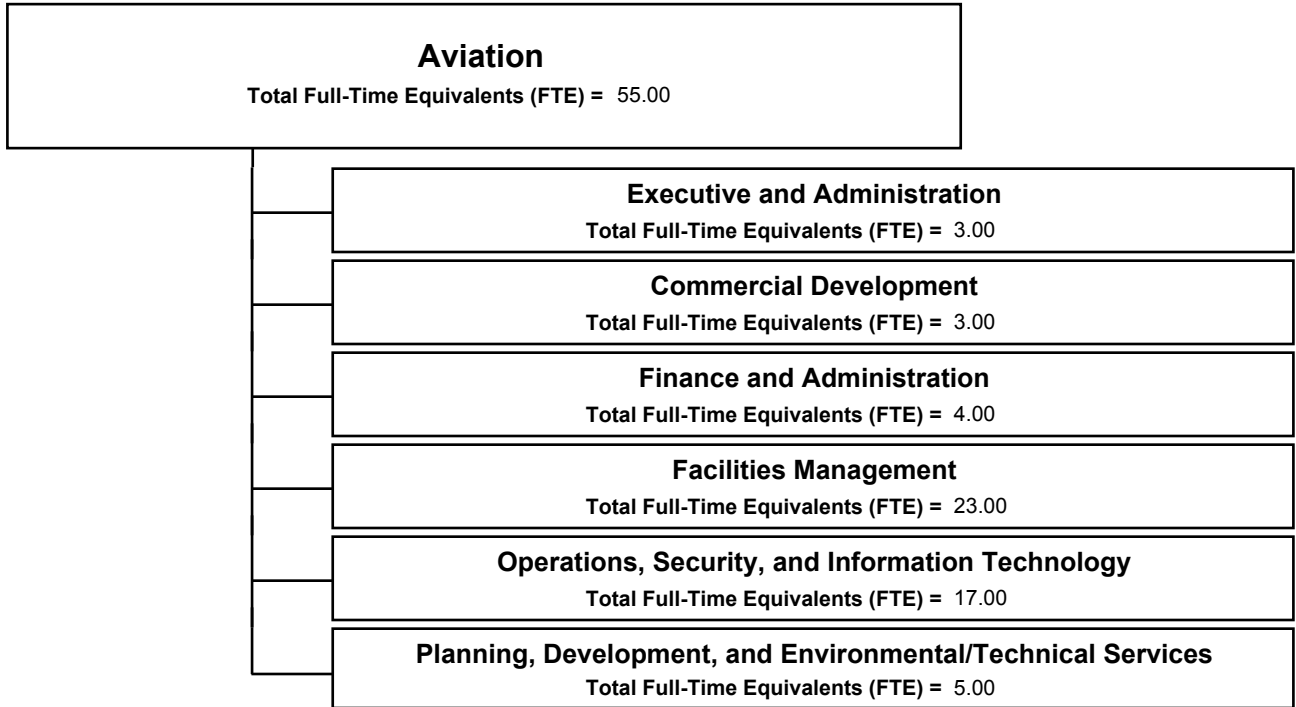 Aviation
Total Full-Time Equivalents (FTE) = 55.00
Executive and Administration
Total Full-Time Equivalents (FTE) = 3.00
Commercial Development
Total Full-Time Equivalents (FTE) = 3.00
Finance and Administration
Total Full-Time Equivalents (FTE) = 4.00
Facilities Management
Total Full-Time Equivalents (FTE) = 23.00
Operations, Security, and Information Technology
Total Full-Time Equivalents (FTE) = 17.00
Planning, Development, and Environmental/Technical Services
Total Full-Time Equivalents (FTE) = 5.00